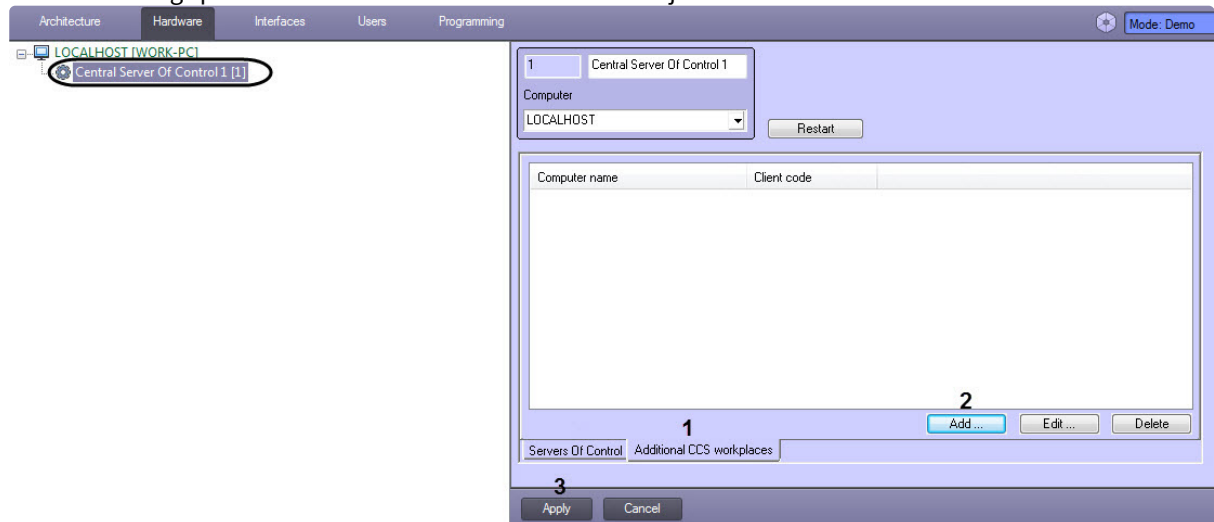 Architecture Hardware Interfaces Users Programming Mode: Demo
LOCALHOST [WORK-PC]
Central Server Of Control 1 [1]
1 Central Server Of Control 1
Computer
LOCALHOST Restart
Computer name Client code
2
Add ... Edit ... Delete
1
Servers Of Control Additional CCS workplaces
3
Apply Cancel